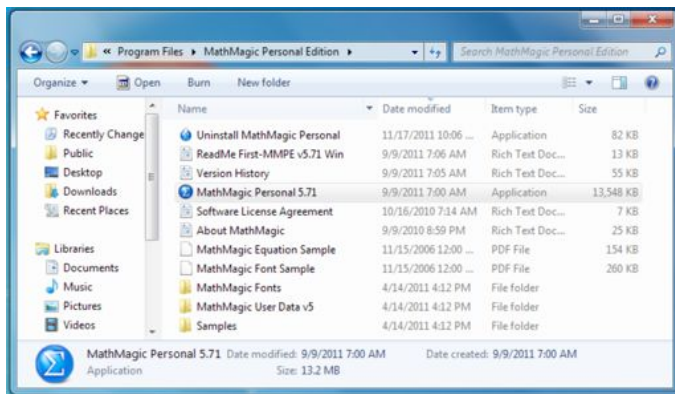 « Program Files ▸ MathMagic Personal Edition ▸ Search MathMagic Personal Edition
Organize Open Burn New folder
Favorites
Recently Change
Public
Desktop
Downloads
Recent Places
Libraries
Documents
Music
Pictures
Videos
Name Date modified Item type Size
Uninstall MathMagic Personal 11/17/2011 10:06 ... Application 82 KB
ReadMe First-MMPE v5.71 Win 9/9/2011 7:06 AM Rich Text Doc... 13 KB
Version History 9/9/2011 7:05 AM Rich Text Doc... 55 KB
MathMagic Personal 5.71 9/9/2011 7:00 AM Application 13,548 KB
Software License Agreement 10/16/2010 7:14 AM Rich Text Doc... 7 KB
About MathMagic 9/9/2010 8:59 PM Rich Text Doc... 25 KB
MathMagic Equation Sample 11/15/2006 12:00 ... PDF File 154 KB
MathMagic Font Sample 11/15/2006 12:00 ... PDF File 260 KB
MathMagic Fonts 4/14/2011 4:12 PM File folder
MathMagic User Data v5 4/14/2011 4:12 PM File folder
Samples 4/14/2011 4:12 PM File folder
MathMagic Personal 5.71 Date modified: 9/9/2011 7:00 AM Date created: 9/9/2011 7:00 AM
Application Size: 13.2 MB